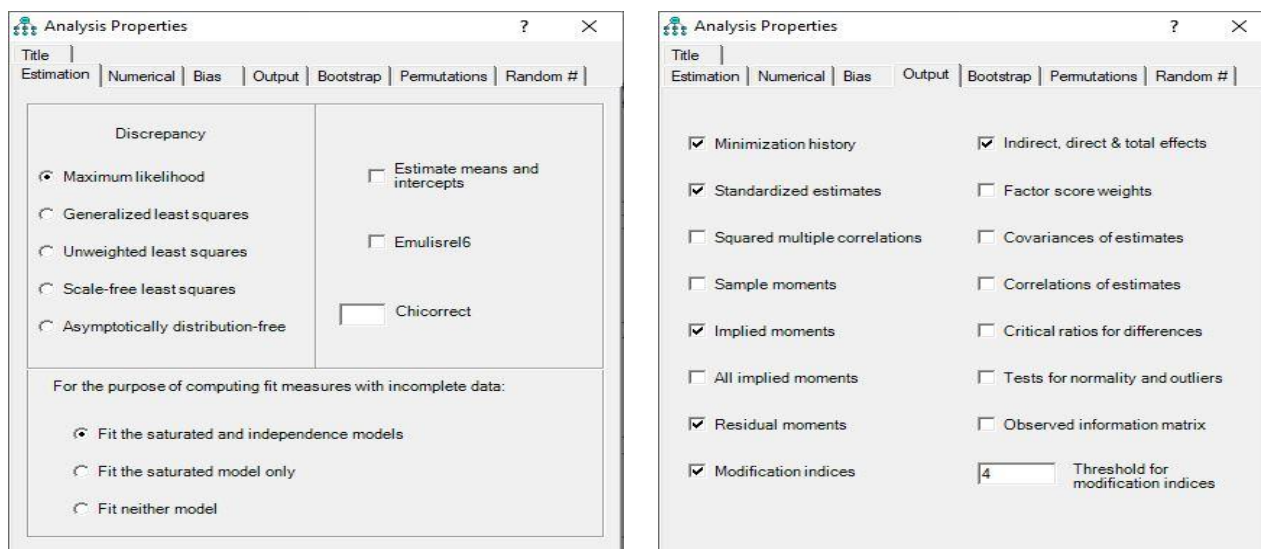 Analysis Properties ? ×
Title
Estimation Numerical Bias Output Bootstrap Permutations Random #
Discrepancy
Maximum likelihood
Generalized least squares
Unweighted least squares
Scale-free least squares
Asymptotically distribution-free
Estimate means and
intercepts
Emulisrel6
Chicorrect
For the purpose of computing fit measures with incomplete data:
Fit the saturated and independence models
Fit the saturated model only
Fit neither model
Analysis Properties ? ×
Title
Estimation Numerical Bias Output Bootstrap Permutations Random #
Minimization history
Standardized estimates
Squared multiple correlations
Sample moments
Implied moments
All implied moments
Residual moments
Modification indices
Indirect, direct & total effects
Factor score weights
Covariances of estimates
Correlations of estimates
Critical ratios for differences
Tests for normality and outliers
Observed information matrix
4 Threshold for
modification indices